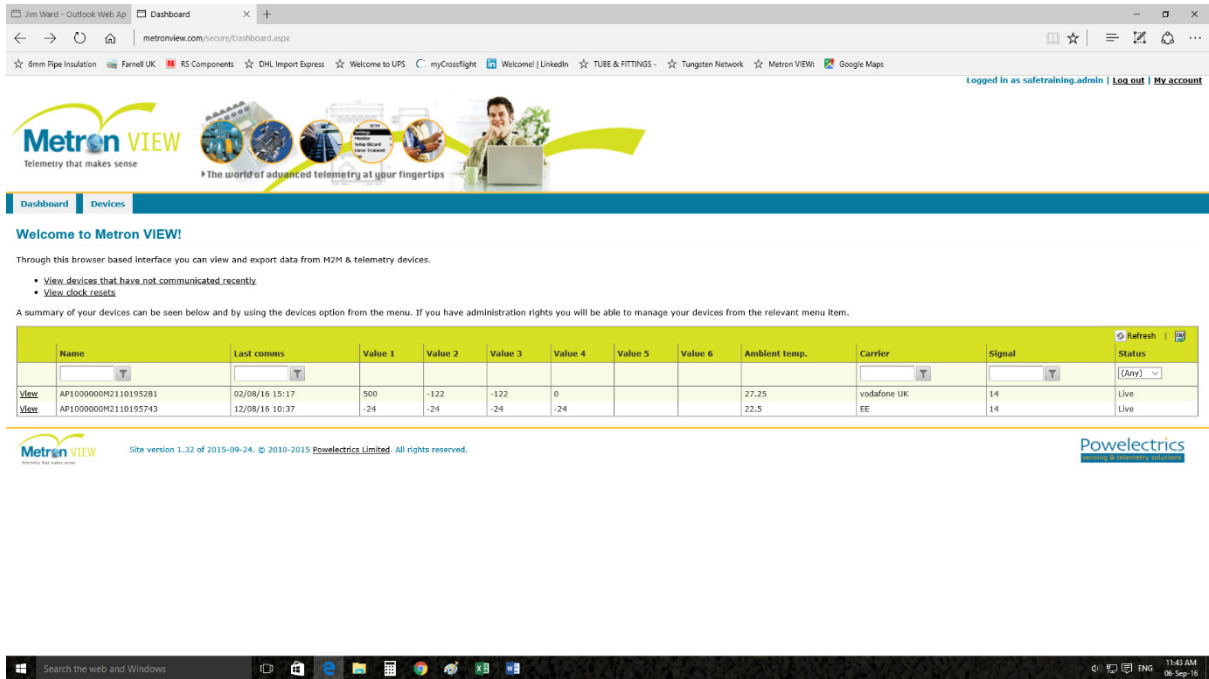 Jim Ward - Outlook Web Ap Dashboard
metronview.com/secure/Dashboard.aspx
6mm Pipe Insulation Farnell UK RS Components DHL Import Express Welcome to UPS myCrossflight Welcome! | LinkedIn TUBE & FITTINGS - Tungsten Network Metron VIEW: Google Maps
Logged in as safetraining.admin | Log out | My account
Metron VIEW
Telemetry that makes sense
The world of advanced telemetry at your fingertips
Dashboard Devices
Welcome to Metron VIEW!
Through this browser based interface you can view and export data from M2M & telemetry devices.
• View devices that have not communicated recently
• View clock resets
A summary of your devices can be seen below and by using the devices option from the menu. If you have administration rights you will be able to manage your devices from the relevant menu item.
Refresh |
Name Last comms Value 1 Value 2 Value 3 Value 4 Value 5 Value 6 Ambient temp. Carrier Signal Status
(Any)
View AP1000000M2110195281 02/08/16 15:17 500 -122 -122 0 27.25 vodafone UK 14 Live
View AP1000000M2110195743 12/08/16 10:37 -24 -24 -24 -24 22.5 EE 14 Live
Metron VIEW Site version 1.32 of 2015-09-24. © 2010-2015 Powelectrics Limited. All rights reserved.
Telemetry that makes sense
Powelectrics
sensing & telemetry solutions
Search the web and Windows
ENG 11:43 AM
06-Sep-16